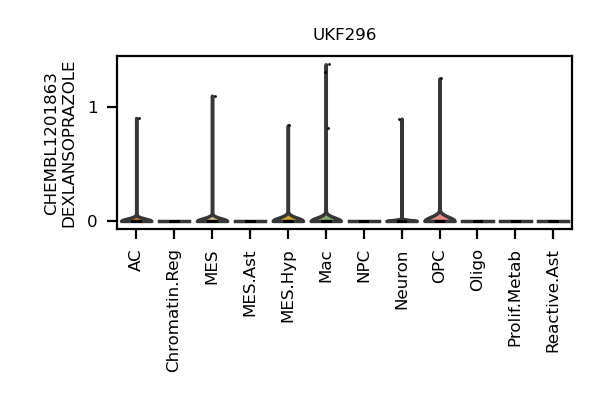 UKF296
CHEMBL1201863
DEXLANSOPRAZOLE
1
0
AC
Chromatin.Reg
MES
MES.Ast
MES.Hyp
Mac
NPC
Neuron
OPC
Oligo
Prolif.Metab
Reactive.Ast